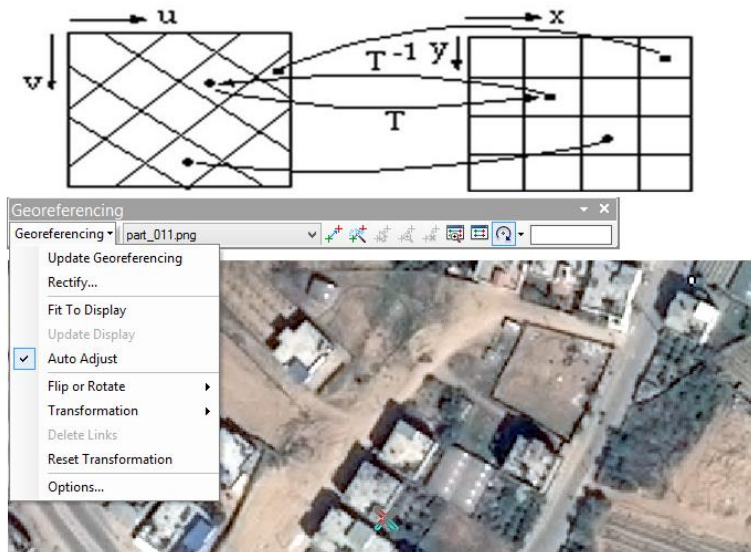 u
x
v
T-1 y
T
Georeferencing
Georeferencing part_011.png
Update Georeferencing
Rectify...
Fit To Display
Update Display
Auto Adjust
Flip or Rotate
Transformation
Delete Links
Reset Transformation
Options...